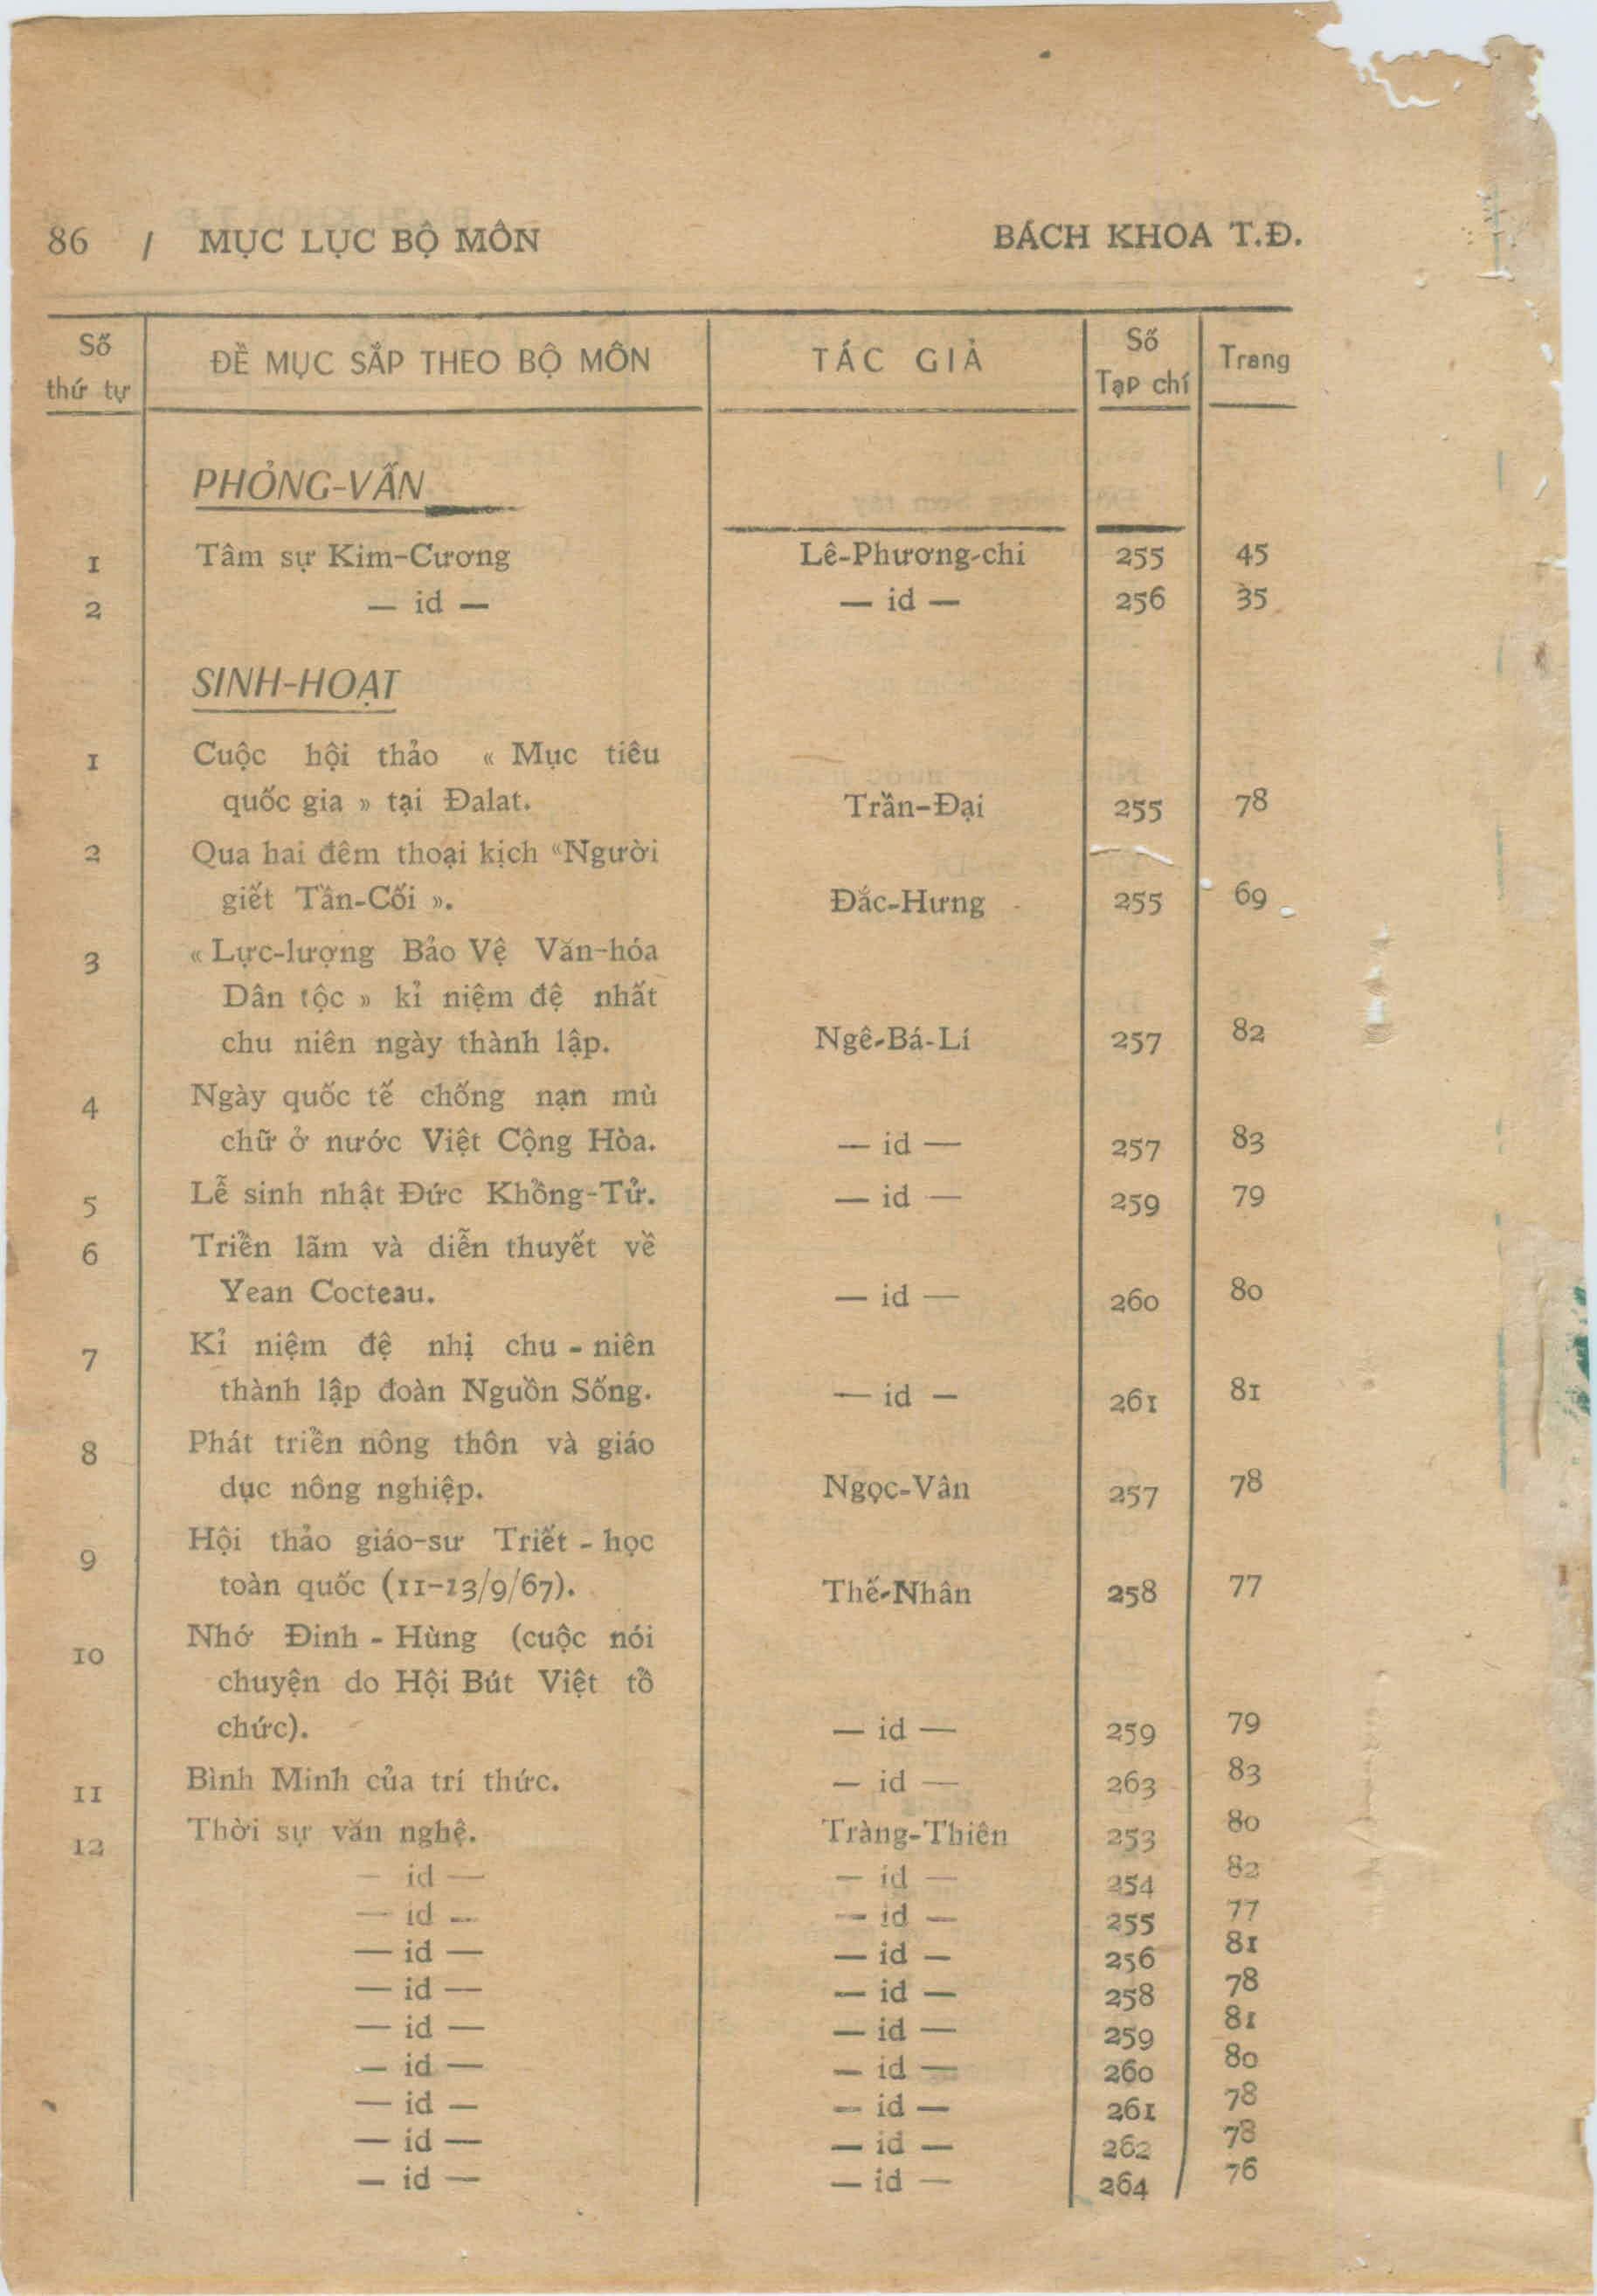 86 / MỤC LỤC BỘ MÔN BÁCH KHOA T.Đ.
Số thứ tự ĐỀ MỤC SẮP THEO BỘ MÔN TÁC GIẢ Số Tạp chí Trang
PHỎNG-VẤN
1 Tâm sự Kim-Cương Lê-Phương-chi 255 45
2 — id — — id — 256 35
SINH-HOẠT
1 Cuộc hội thảo « Mục tiêu
quốc gia » tại Đalat. Trần-Đại 255 78
2 Qua hai đêm thoại kịch «Người
giết Tần-Cối ». Đắc-Hưng 255 69
3 « Lực-lượng Bảo Vệ Văn-hóa
Dân tộc » kỉ niệm đệ nhất
chu niên ngày thành lập. Ngê-Bá-Lí 257 82
4 Ngày quốc tế chống nạn mù
chữ ở nước Việt Cộng Hòa. — id — 257 83
5 Lễ sinh nhật Đức Khổng-Tử. — id — 259 79
6 Triển lãm và diễn thuyết về
Yean Cocteau. — id — 260 80
7 Kỉ niệm đệ nhị chu - niên
thành lập đoàn Nguồn Sống. — id — 261 81
8 Phát triển nông thôn và giáo
dục nông nghiệp. Ngọc-Vân 257 78
9 Hội thảo giáo-sư Triết - học
toàn quốc (11-13/9/67). Thế-Nhân 258 77
10 Nhớ Đinh - Hùng (cuộc nói
chuyện do Hội Bút Việt tổ
chức). — id — 259 79
11 Bình Minh của trí thức. — id — 263 83
12 Thời sự văn nghệ. Tràng-Thiên 253 80
— id — — id — 254 82
— id — — id — 255 77
— id — — id — 256 81
— id — — id — 258 78
— id — — id — 259 81
— id — — id — 260 80
— id — — id — 261 78
— id — — id — 262 78
— id — — id — 264 76